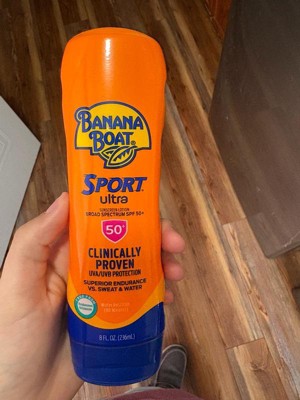 BANANA
BOAT
SPORT
ultra
SUNSCREEN LOTION
BROAD SPECTRUM SPF 50+
50+
CLINICALLY
PROVEN
UVA/UVB PROTECTION
SUPERIOR ENDURANCE
VS. SWEAT & WATER
8 FL OZ. (236mL)